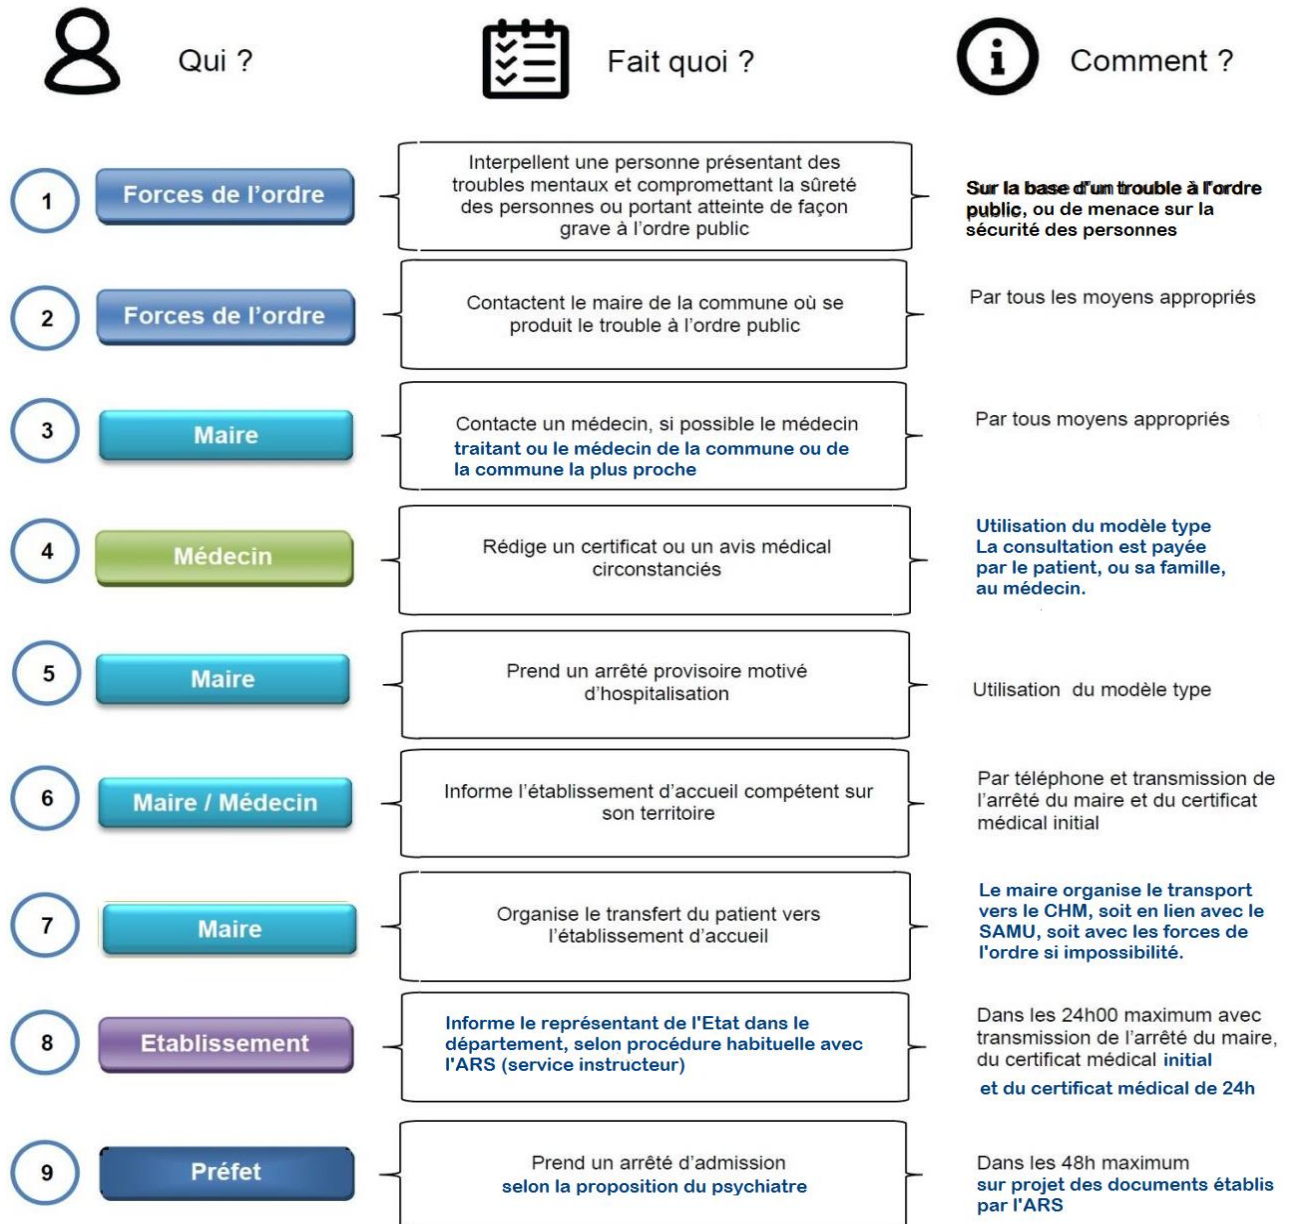 Qui ?
Fait quoi ?
i
Comment ?
1
Forces de l'ordre
Interpellent une personne présentant des
troubles mentaux et compromettant la sûreté
des personnes ou portant atteinte de façon
grave à l'ordre public
Sur la base d'un trouble à l'ordre
public, ou de menace sur la
sécurité des personnes
2
Forces de l'ordre
Contactent le maire de la commune où se
produit le trouble à l'ordre public
Par tous les moyens appropriés
3
Maire
Contacte un médecin, si possible le médecin
traitant ou le médecin de la commune ou de
la commune la plus proche
Par tous moyens appropriés
4
Médecin
Rédige un certificat ou un avis médical
circonstanciés
Utilisation du modèle type
La consultation est payée
par le patient, ou sa famille,
au médecin.
5
Maire
Prend un arrêté provisoire motivé
d'hospitalisation
Utilisation du modèle type
6
Maire / Médecin
Informe l'établissement d'accueil compétent sur
son territoire
Par téléphone et transmission de
l'arrêté du maire et du certificat
médical initial
7
Maire
Organise le transfert du patient vers
l'établissement d'accueil
Le maire organise le transport
vers le CHM, soit en lien avec le
SAMU, soit avec les forces de
l'ordre si impossibilité.
8
Etablissement
Informe le représentant de l'Etat dans le
département, selon procédure habituelle avec
l'ARS (service instructeur)
Dans les 24h00 maximum avec
transmission de l'arrêté du maire,
du certificat médical initial
et du certificat médical de 24h
9
Préfet
Prend un arrêté d'admission
selon la proposition du psychiatre
Dans les 48h maximum
sur projet des documents établis
par l'ARS